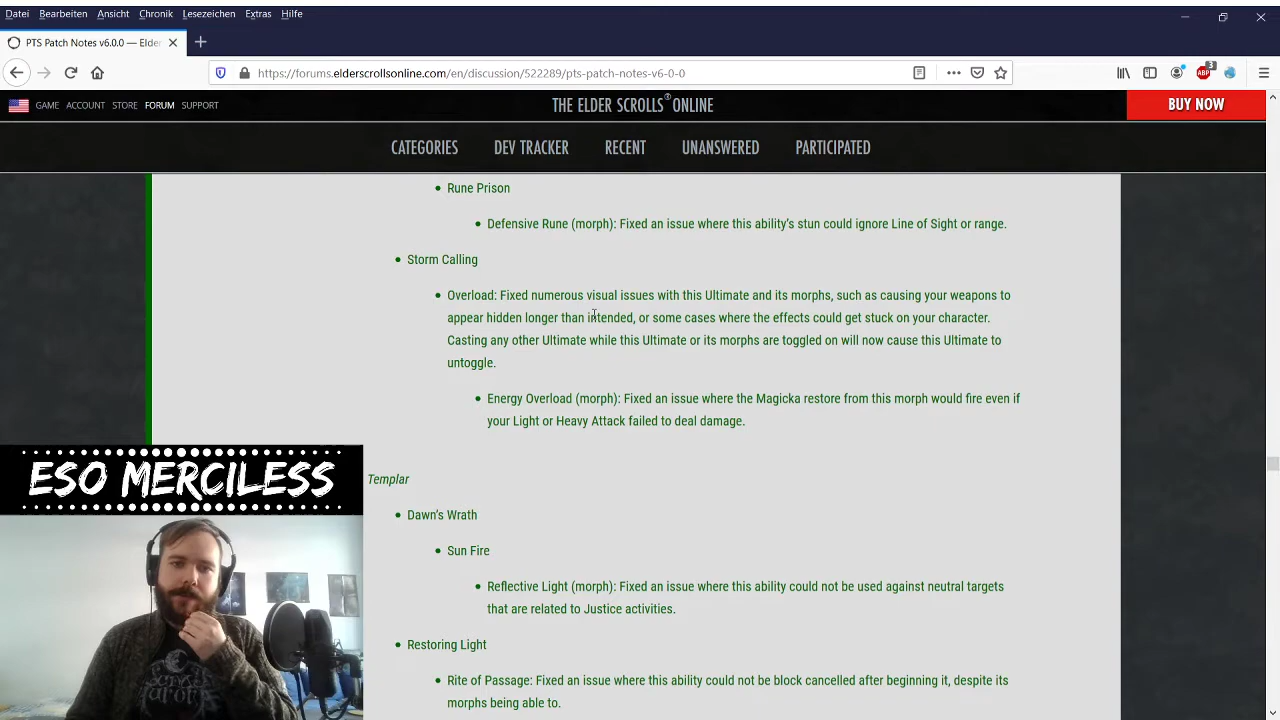 Datei Bearbeiten Ansicht Chronik Lesezeichen Extras Hilfe
PTS Patch Notes v6.0.0 — Elder
https://forums.elderscrollsonline.com/en/discussion/522289/pts-patch-notes-v6-0-0
ABP 3
GAME ACCOUNT STORE FORUM SUPPORT
THE ELDER SCROLLS® ONLINE
BUY NOW
CATEGORIES DEV TRACKER RECENT UNANSWERED PARTICIPATED
Rune Prison
Defensive Rune (morph): Fixed an issue where this ability's stun could ignore Line of Sight or range.
Storm Calling
Overload: Fixed numerous visual issues with this Ultimate and its morphs, such as causing your weapons to
appear hidden longer than intended, or some cases where the effects could get stuck on your character.
Casting any other Ultimate while this Ultimate or its morphs are toggled on will now cause this Ultimate to
untoggle.
Energy Overload (morph): Fixed an issue where the Magicka restore from this morph would fire even if
your Light or Heavy Attack failed to deal damage.
ESO MERCILESS
Templar
Dawn's Wrath
Sun Fire
Reflective Light (morph): Fixed an issue where this ability could not be used against neutral targets
that are related to Justice activities.
Restoring Light
Rite of Passage: Fixed an issue where this ability could not be block cancelled after beginning it, despite its
morphs being able to.